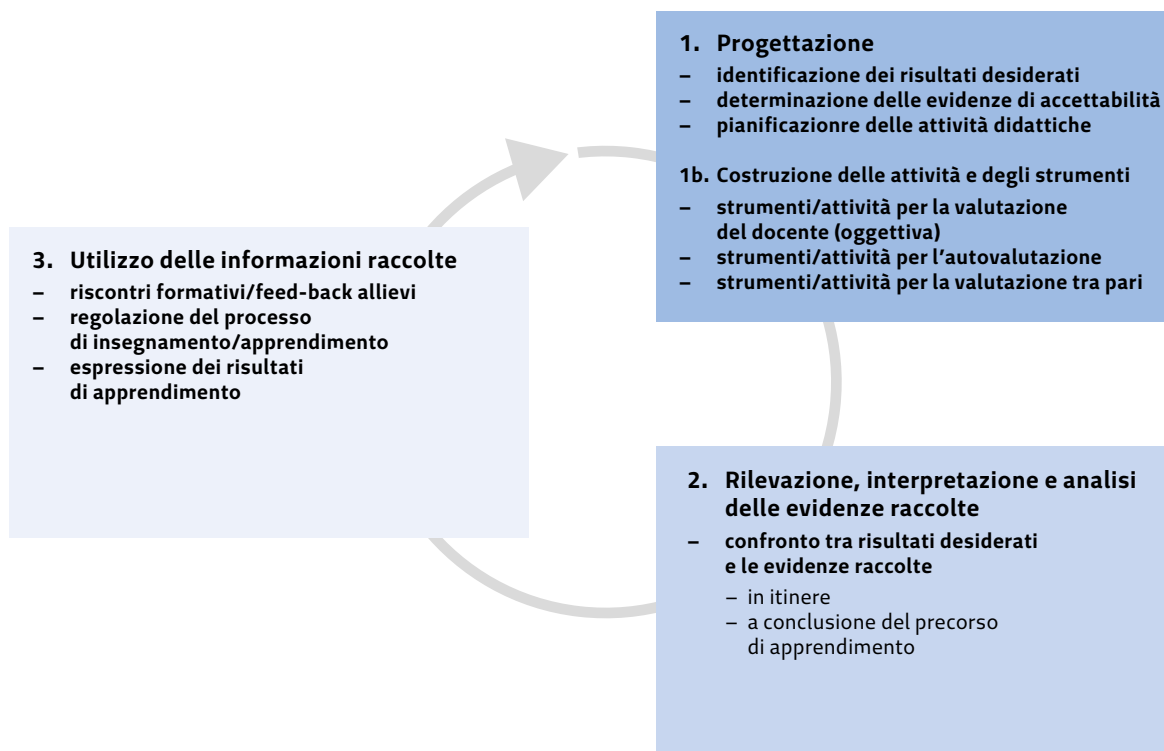 1. Progettazione
– identificazione dei risultati desiderati
– determinazione delle evidenze di accettabilità
– pianificazionre delle attività didattiche
1b. Costruzione delle attività e degli strumenti
– strumenti/attività per la valutazione
del docente (oggettiva)
– strumenti/attività per l'autovalutazione
– strumenti/attività per la valutazione tra pari
2. Rilevazione, interpretazione e analisi
delle evidenze raccolte
– confronto tra risultati desiderati
e le evidenze raccolte
– in itinere
– a conclusione del precorso
di apprendimento
3. Utilizzo delle informazioni raccolte
– riscontri formativi/feed-back allievi
– regolazione del processo
di insegnamento/apprendimento
– espressione dei risultati
di apprendimento